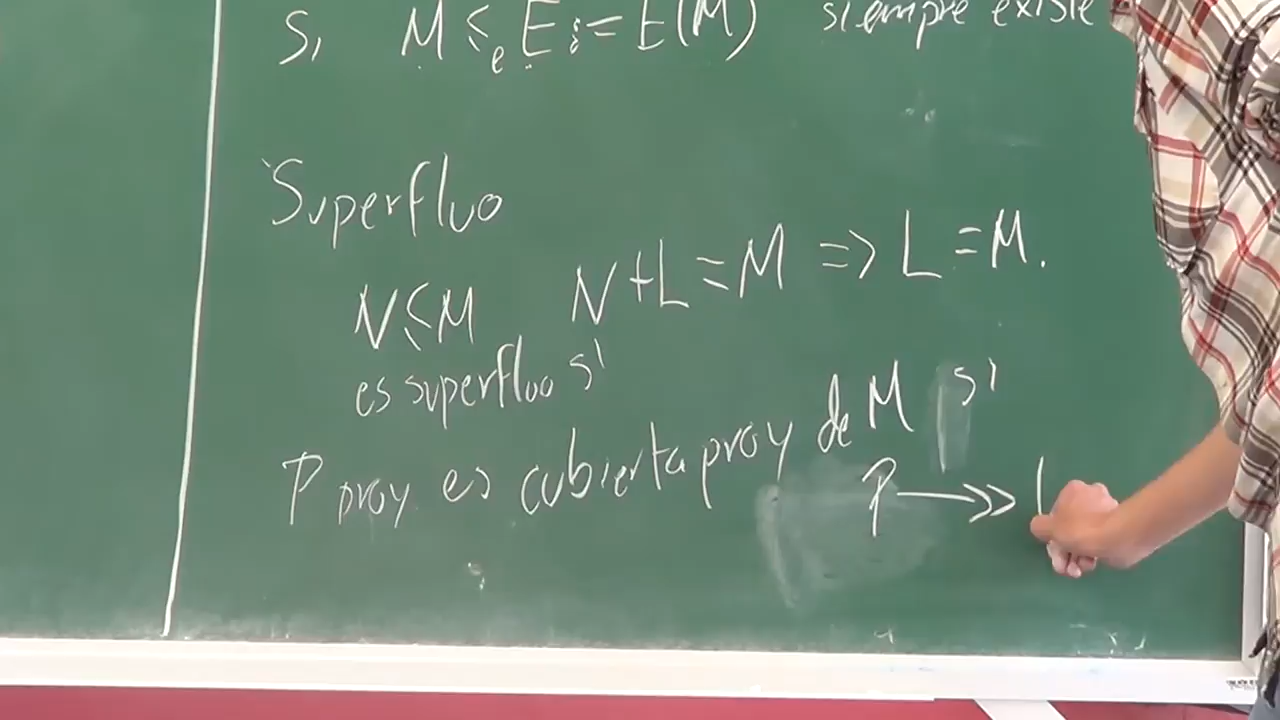 Si M ≤e E := E(M) siempre existe
Superfluo
N ≤ M N + L = M => L = M.
es superfluo si
P proy es cubierta proy de M si
P ->>